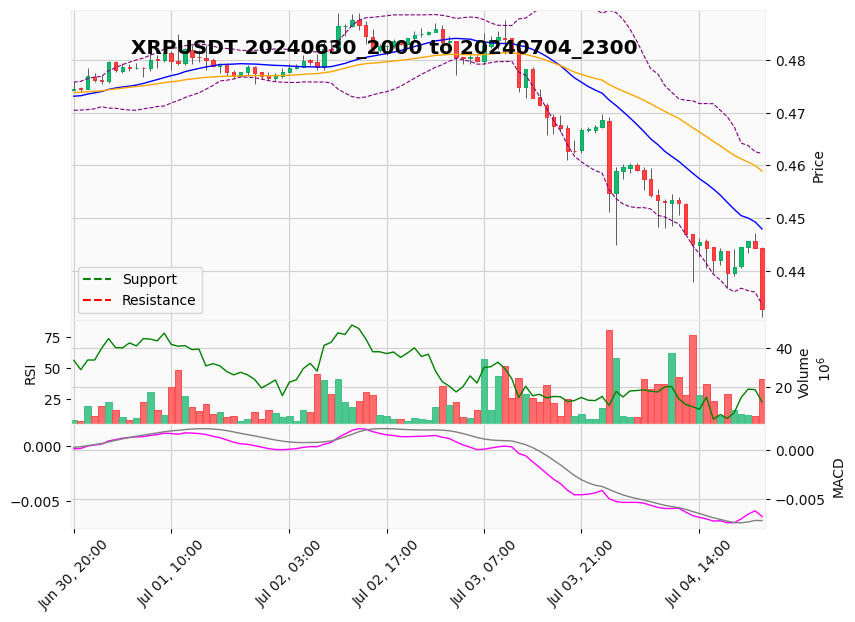 XRPUSDT 20240630_2000 to 20240704_2300
0.48
0.47
0.46
0.45
0.44
Price
Support
Resistance
75
50
25
RSI
40
20
Volume
10^6
0.000
−0.005
0.000
−0.005
MACD
Jun 30, 20:00
Jul 01, 10:00
Jul 02, 03:00
Jul 02, 17:00
Jul 03, 07:00
Jul 03, 21:00
Jul 04, 14:00